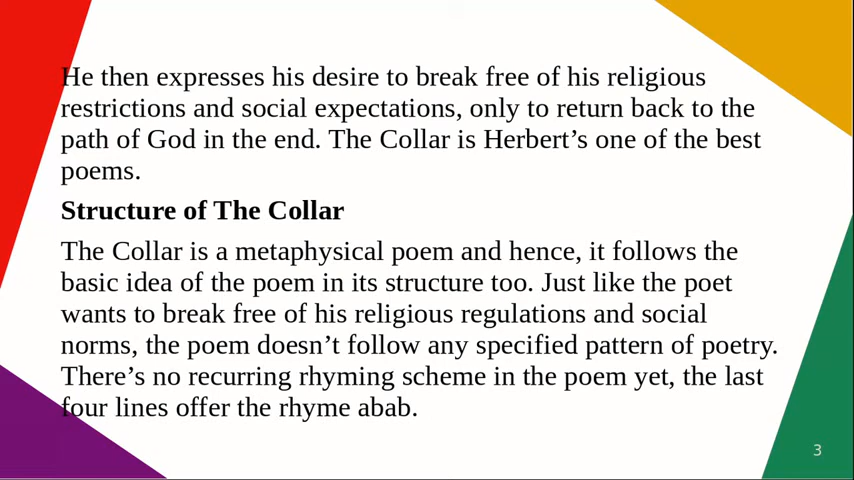 He then expresses his desire to break free of his religious
restrictions and social expectations, only to return back to the
path of God in the end. The Collar is Herbert’s one of the best
poems.
Structure of The Collar
The Collar is a metaphysical poem and hence, it follows the
basic idea of the poem in its structure too. Just like the poet
wants to break free of his religious regulations and social
norms, the poem doesn’t follow any specified pattern of poetry.
There’s no recurring rhyming scheme in the poem yet, the last
four lines offer the rhyme abab.
3